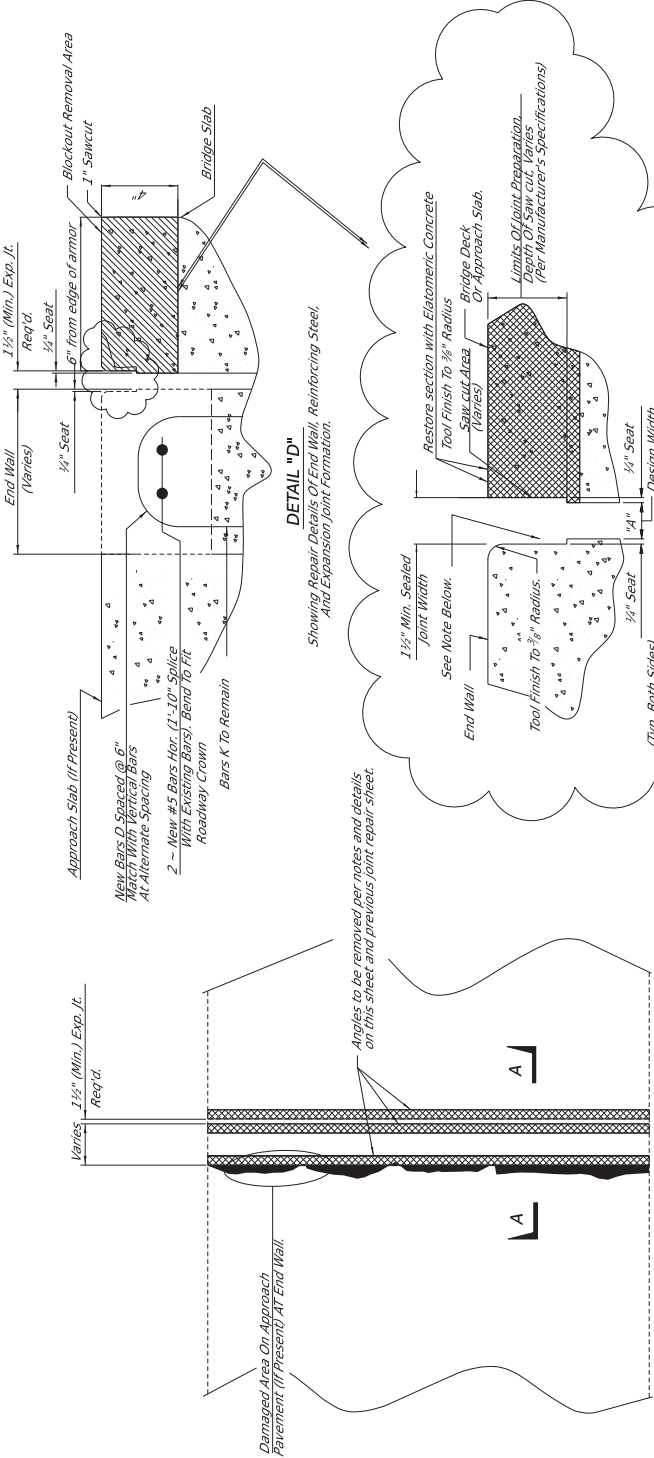 1½" (Min.) Exp. Jt.
Req'd.
Varies
Damaged Area On Approach
Pavement (If Present) AT End Wall.
Angles to be removed per notes and details
on this sheet and previous joint repair sheet.
A
A
Approach Slab (If Present)
New Bars D Spaced @ 6"
Match With Vertical Bars
At Alternate Spacing
2 ~ New #5 Bars Hor. (1'-10" Splice
With Existing Bars). Bend To Fit
Roadway Crown
Bars K To Remain
End Wall
(Varies)
¼" Seat
1½" (Min.) Exp. Jt.
Req'd.
¼" Seat
6" from edge of armor
Blockout Removal Area
1" Sawcut
4"
Bridge Slab
DETAIL "D"
Showing Repair Details Of End Wall, Reinforcing Steel,
And Expansion Joint Formation.
1½" Min. Sealed
Joint Width
See Note Below.
End Wall
Tool Finish To ⅜" Radius.
Restore section with Elatomeric Concrete
Tool Finish To ⅜" Radius
Saw cut Area
(Varies)
Bridge Deck
Or Approach Slab.
Limits Of Joint Preparation,
Depth Of Saw cut, Varies
(Per Manufacturer's Specifications)
¼" Seat
"A"
¼" Seat
Design Width
(Typ. Both Sides)